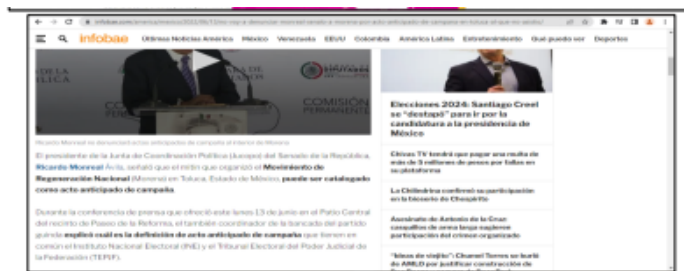 infobae.com/america/mexico/2022/06/13/
infobae
Últimas Noticias América México Venezuela EEUU Colombia América Latina Entretenimiento Qué puedo ver Deportes
COMISIÓN
PERMANENTE
Ricardo Monreal no denunciará actos anticipados de campaña al interior de Morena
El presidente de la Junta de Coordinación Política (Jucopo) del Senado de la República,
Ricardo Monreal Ávila, señaló que el mitin que organizó el Movimiento de
Regeneración Nacional (Morena) en Toluca, Estado de México, puede ser catalogado
como acto anticipado de campaña.
Durante la conferencia de prensa que ofreció este lunes 13 de junio en el Patio Central
del recinto de Paseo de la Reforma, el también coordinador de la bancada del partido
guinda explicó cuál es la definición de acto anticipado de campaña que tienen en
común el Instituto Nacional Electoral (INE) y el Tribunal Electoral del Poder Judicial de
la Federación (TEPJF).
Elecciones 2024: Santiago Creel
se "destapó" para ir por la
candidatura a la presidencia de
México
Chivas TV tendrá que pagar una multa de
más de 5 millones de pesos por fallas en
su plataforma
La Chilindrina confirmó su participación
en la bioserie de Chespirito
Asesinato de Antonio de la Cruz:
casquillos de arma larga sugieren
participación del crimen organizado
"Ideas de viejito": Chumel Torres se burló
de AMLO por justificar construcción de